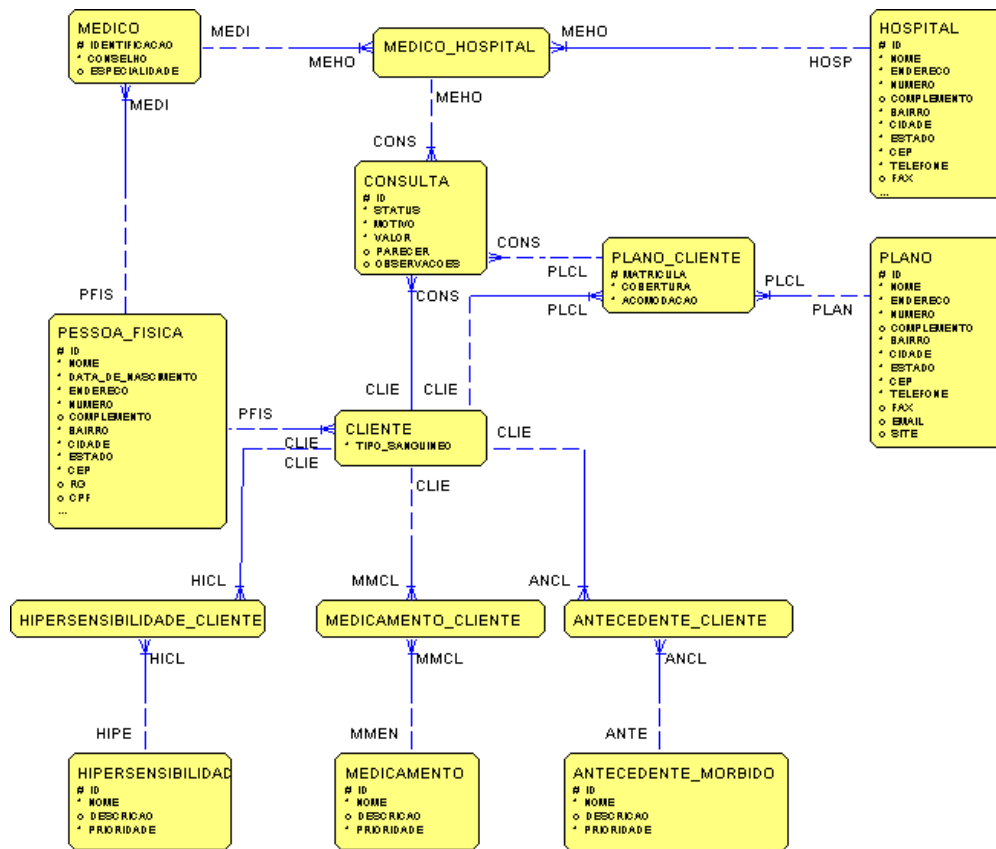 MEDICO
# IDENTIFICACAO
* CONSELHO
o ESPECIALIDADE
MEDI
MEHO
MEDICO_HOSPITAL
MEHO
HOSP
HOSPITAL
# ID
* NOME
* ENDERECO
* NUMERO
o COMPLEMENTO
* BAIRRO
* CIDADE
* ESTADO
* CEP
* TELEFONE
o FAX
...
MEDI
MEHO
CONS
CONSULTA
# ID
* STATUS
* MOTIVO
* VALOR
o PARECER
o OBSERVACOES
CONS
PLCL
PLANO_CLIENTE
# MATRICULA
* COBERTURA
* ACOMODACAO
PLCL
PLAN
PLANO
# ID
* NOME
* ENDERECO
* NUMERO
o COMPLEMENTO
* BAIRRO
* CIDADE
* ESTADO
* CEP
* TELEFONE
o FAX
o EMAIL
o SITE
CONS
PLCL
PFIS
PESSOA_FISICA
# ID
* NOME
* DATA_DE_NASCIMENTO
* ENDERECO
* NUMERO
o COMPLEMENTO
* BAIRRO
* CIDADE
* ESTADO
* CEP
o RG
o CPF
...
CLIE
CLIE
PFIS
CLIENTE
* TIPO_SANGUINEO
CLIE
CLIE
CLIE
CLIE
HICL
MMCL
ANCL
HIPERSENSIBILIDADE_CLIENTE
MEDICAMENTO_CLIENTE
ANTECEDENTE_CLIENTE
HICL
MMCL
ANCL
HIPE
MMEN
ANTE
HIPERSENSIBILIDAD
# ID
* NOME
o DESCRICAO
* PRIORIDADE
MEDICAMENTO
# ID
* NOME
o DESCRICAO
* PRIORIDADE
ANTECEDENTE_MORBIDO
# ID
* NOME
o DESCRICAO
* PRIORIDADE